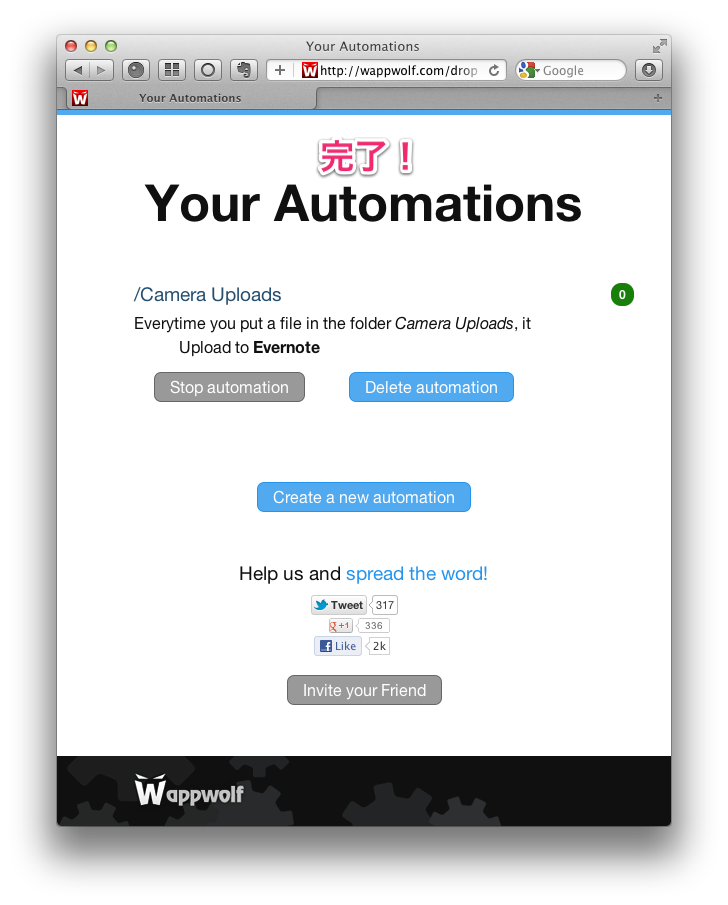 Your Automations
http://wappwolf.com/drop
Google
Your Automations
完了！
Your Automations
/Camera Uploads
0
Everytime you put a file in the folder Camera Uploads, it
Upload to Evernote
Stop automation
Delete automation
Create a new automation
Help us and spread the word!
Tweet 317
+1 336
Like 2k
Invite your Friend
Wappwolf